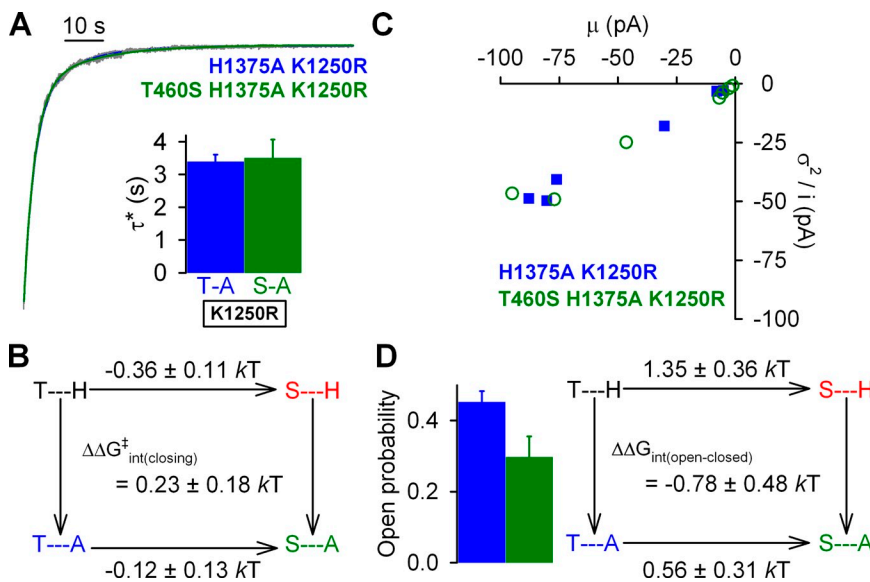 A
10 s
H1375A K1250R
T460S H1375A K1250R
τ* (s)
4
3
2
1
0
T-A
S-A
K1250R
C
μ (pA)
-100
-75
-25
0
0
-25
-50
-75
-100
σ² / i (pA)
H1375A K1250R
T460S H1375A K1250R
B
-0.36 ± 0.11 kT
T---H
S---H
ΔΔG‡int(closing)
= 0.23 ± 0.18 kT
T---A
S---A
-0.12 ± 0.13 kT
D
Open probability
0.4
0.2
0.0
1.35 ± 0.36 kT
T---H
S---H
ΔΔGint(open-closed)
= -0.78 ± 0.48 kT
T---A
S---A
0.56 ± 0.31 kT